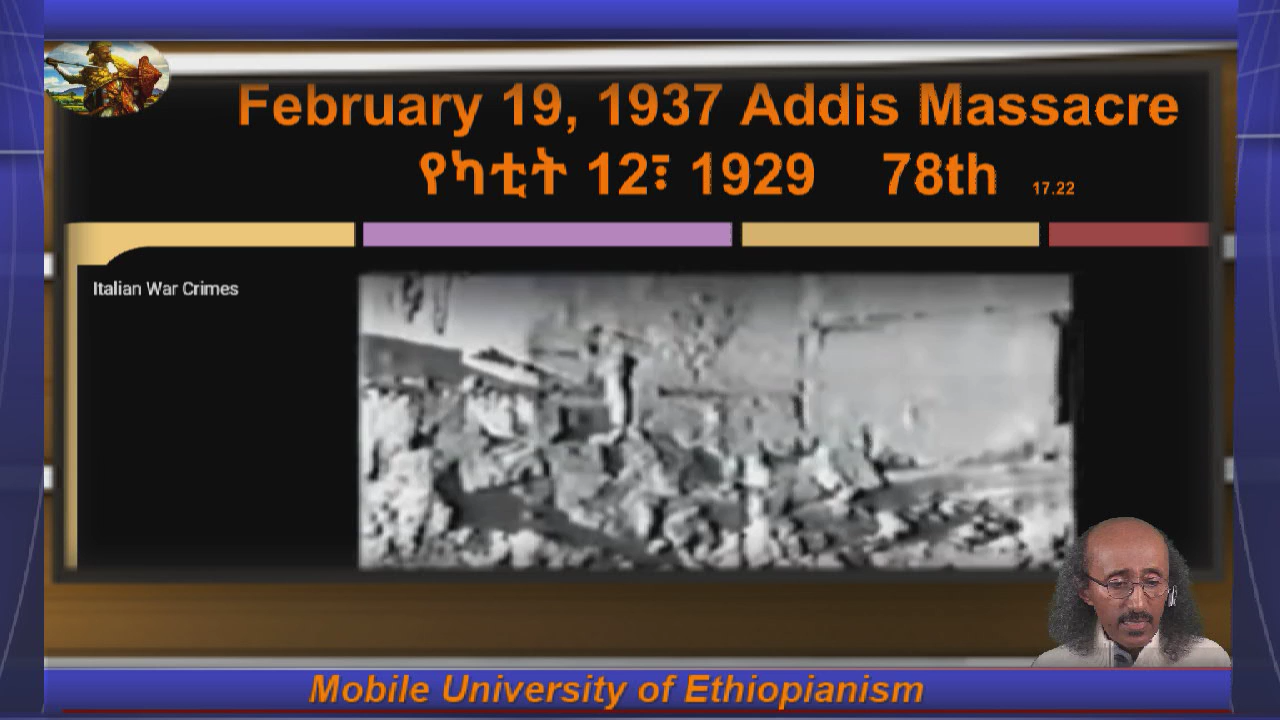 February 19, 1937 Addis Massacre
የካቲት 12፣ 1929 78th 17.22
Italian War Crimes
Mobile University of Ethiopianism